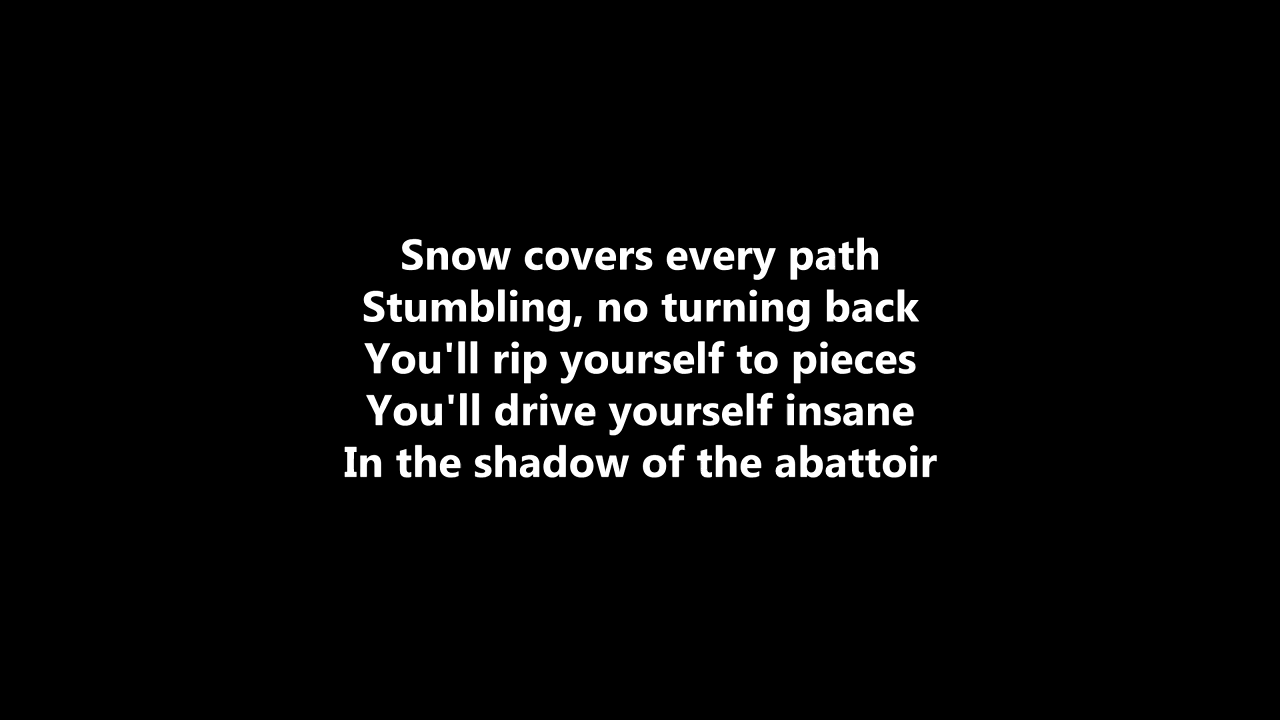 Snow covers every path
Stumbling, no turning back
You'll rip yourself to pieces
You'll drive yourself insane
In the shadow of the abattoir